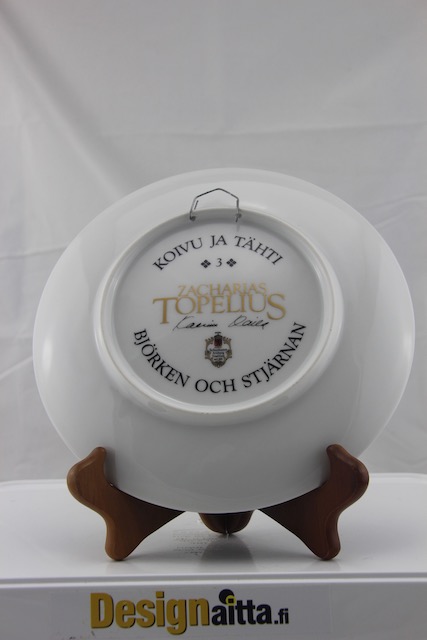 KOIVU JA TÄHTI
3
ZACHARIAS
TOPELIUS
BJÖRKEN OCH STJÄRNAN
Designaitta.fi